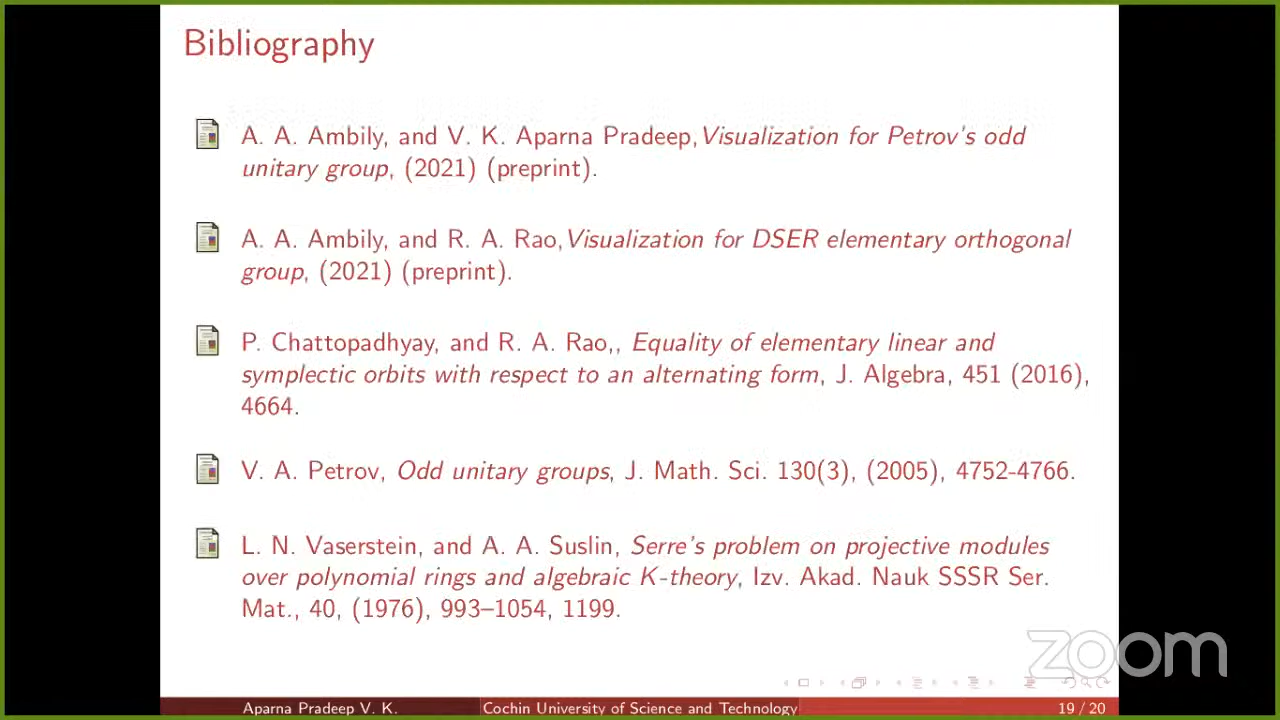 Bibliography
A. A. Ambily, and V. K. Aparna Pradeep,Visualization for Petrov's odd
unitary group, (2021) (preprint).
A. A. Ambily, and R. A. Rao,Visualization for DSER elementary orthogonal
group, (2021) (preprint).
P. Chattopadhyay, and R. A. Rao,, Equality of elementary linear and
symplectic orbits with respect to an alternating form, J. Algebra, 451 (2016),
4664.
V. A. Petrov, Odd unitary groups, J. Math. Sci. 130(3), (2005), 4752-4766.
L. N. Vaserstein, and A. A. Suslin, Serre's problem on projective modules
over polynomial rings and algebraic K-theory, Izv. Akad. Nauk SSSR Ser.
Mat., 40, (1976), 993–1054, 1199.
zoom
Aparna Pradeep V. K. Cochin University of Science and Technology 19 / 20